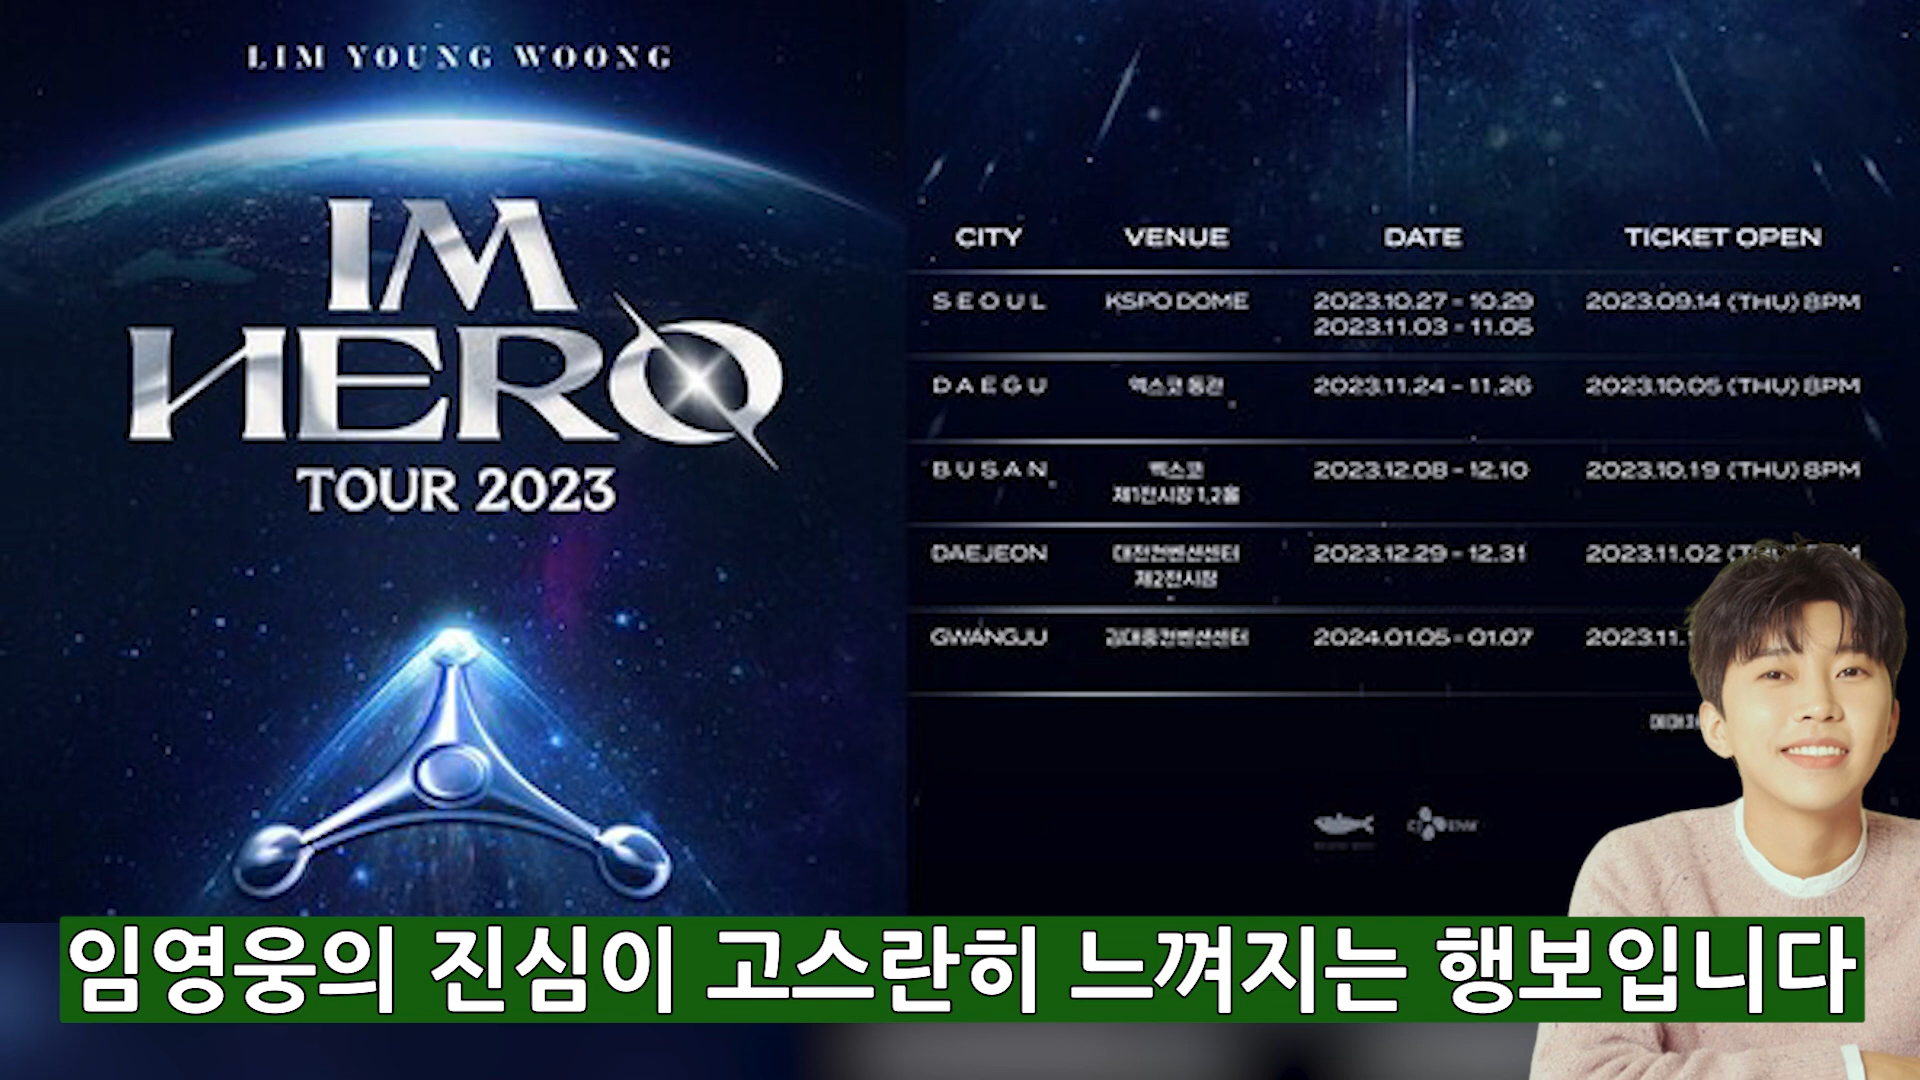 LIM YOUNG WOONG
IM
HERO
TOUR 2023
CITY VENUE DATE TICKET OPEN
SEOUL KSPO DOME 2023.10.27 - 10.29 2023.09.14 (THU) 8PM
2023.11.03 - 11.05
DAEGU 엑스코 동관 2023.11.24 - 11.26 2023.10.05 (THU) 8PM
BUSAN 벡스코 2023.12.08 - 12.10 2023.10.19 (THU) 8PM
제1전시장 1,2홀
DAEJEON 대전컨벤션센터 2023.12.29 - 12.31 2023.11.02
제2전시장
GWANGJU 김대중컨벤션센터 2024.01.05 - 01.07 2023.11.
임영웅의 진심이 고스란히 느껴지는 행보입니다